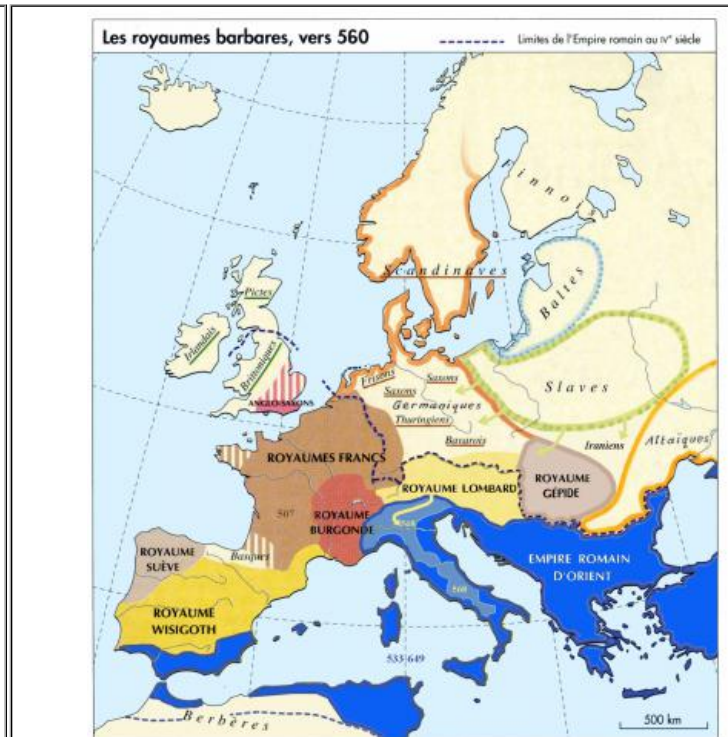 Les royaumes barbares, vers 560
Limites de l'Empire romain au IVe siècle
Finnois
Scandinaves
Baltes
Pictes
Irlandais
Britoniques
ANGLO-SAXONS
Frisons
Saxons
Saxons
Slaves
Germaniques
Thuringiens
Bavarois
Iraniens
Altaïques
ROYAUMES FRANCS
ROYAUME LOMBARD
ROYAUME
GÉPIDE
507
ROYAUME
BURGONDE
ROYAUME
SUÈVE
Basques
EMPIRE ROMAIN
D'ORIENT
ROYAUME
WISIGOTH
533-649
Berbères
500 km